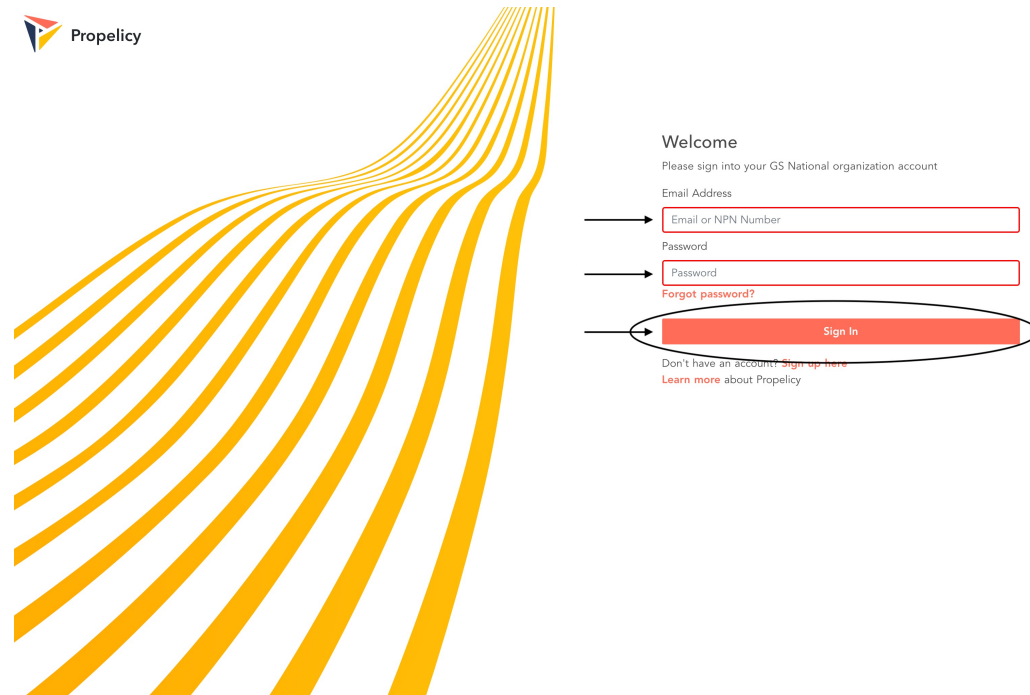 Propelicy
Welcome
Please sign into your GS National organization account
Email Address
Email or NPN Number
Password
Password
Forgot password?
Sign In
Don't have an account? Sign up here
Learn more about Propelicy